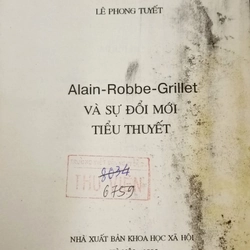 LÊ PHONG TUYẾT
Alain-Robbe-Grillet
VÀ SỰ ĐỔI MỚI
TIỂU THUYẾT
8034
6759
NHÀ XUẤT BẢN KHOA HỌC XÃ HỘI